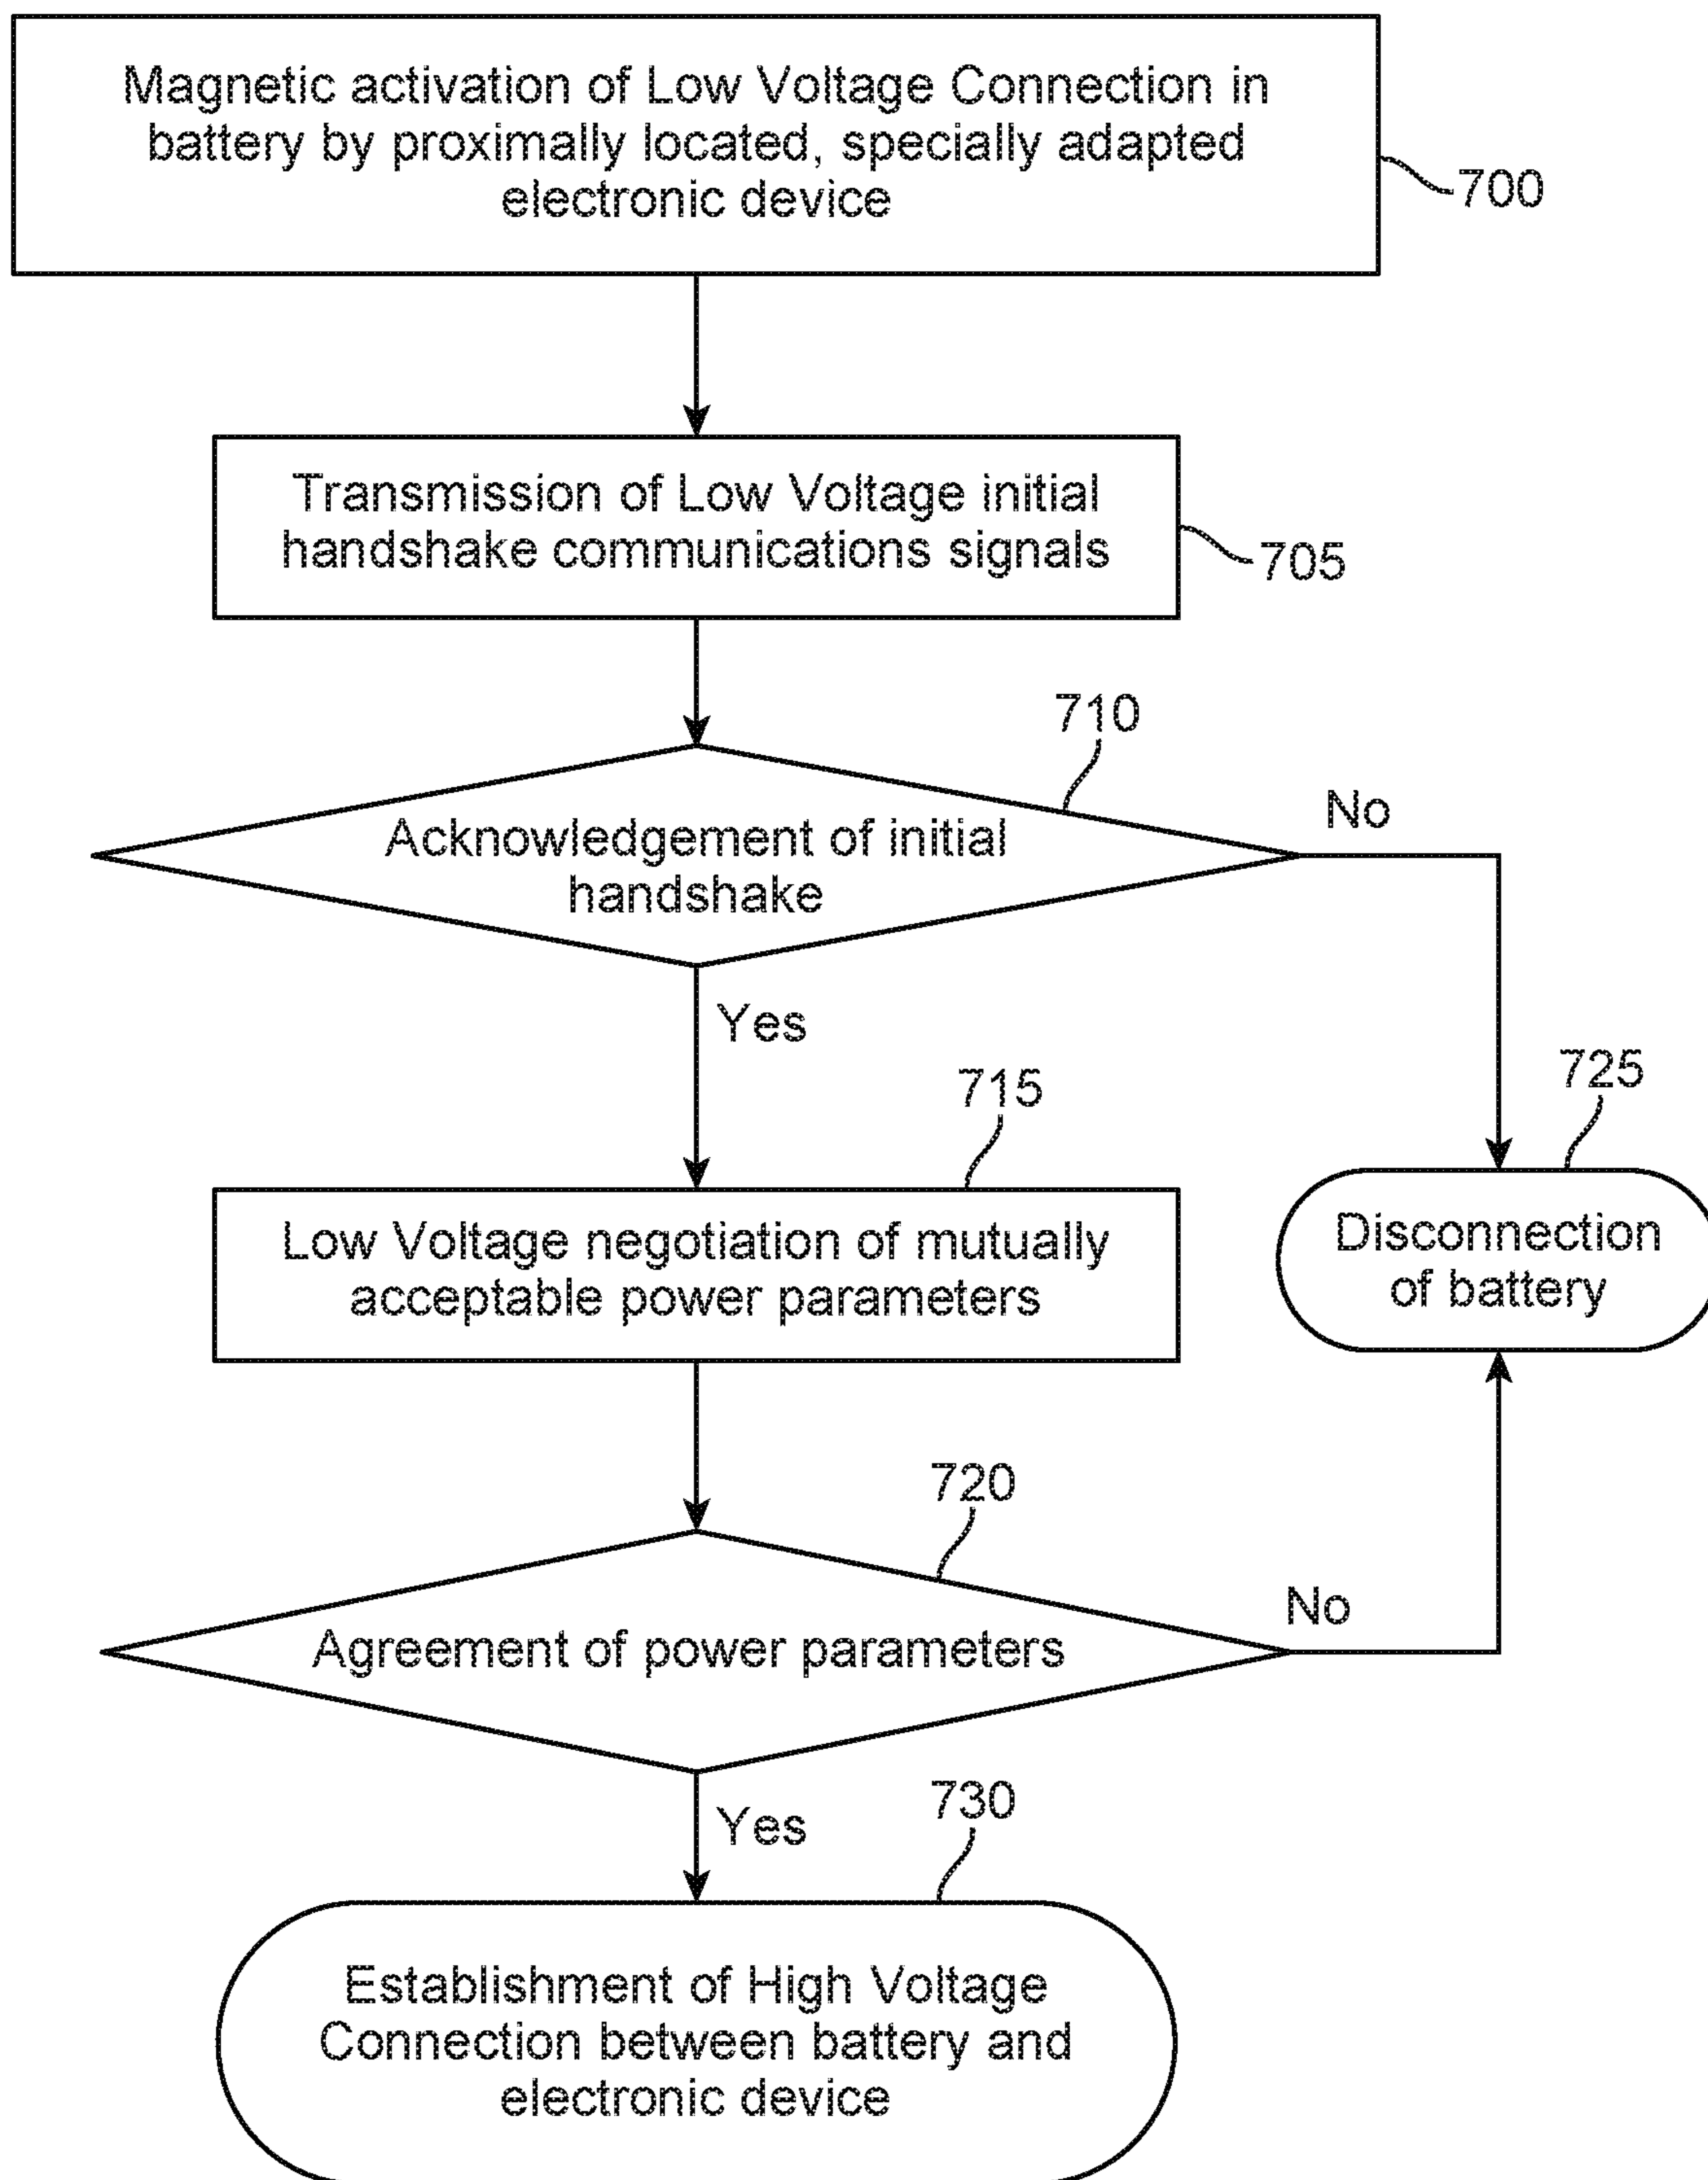 Magnetic activation of Low Voltage Connection in
battery by proximally located, specially adapted
electronic device
700
Transmission of Low Voltage initial
handshake communications signals
705
710
Acknowledgement of initial
handshake
No
Yes
715
725
Low Voltage negotiation of mutually
acceptable power parameters
Disconnection
of battery
720
Agreement of power parameters
No
Yes
730
Establishment of High Voltage
Connection between battery and
electronic device